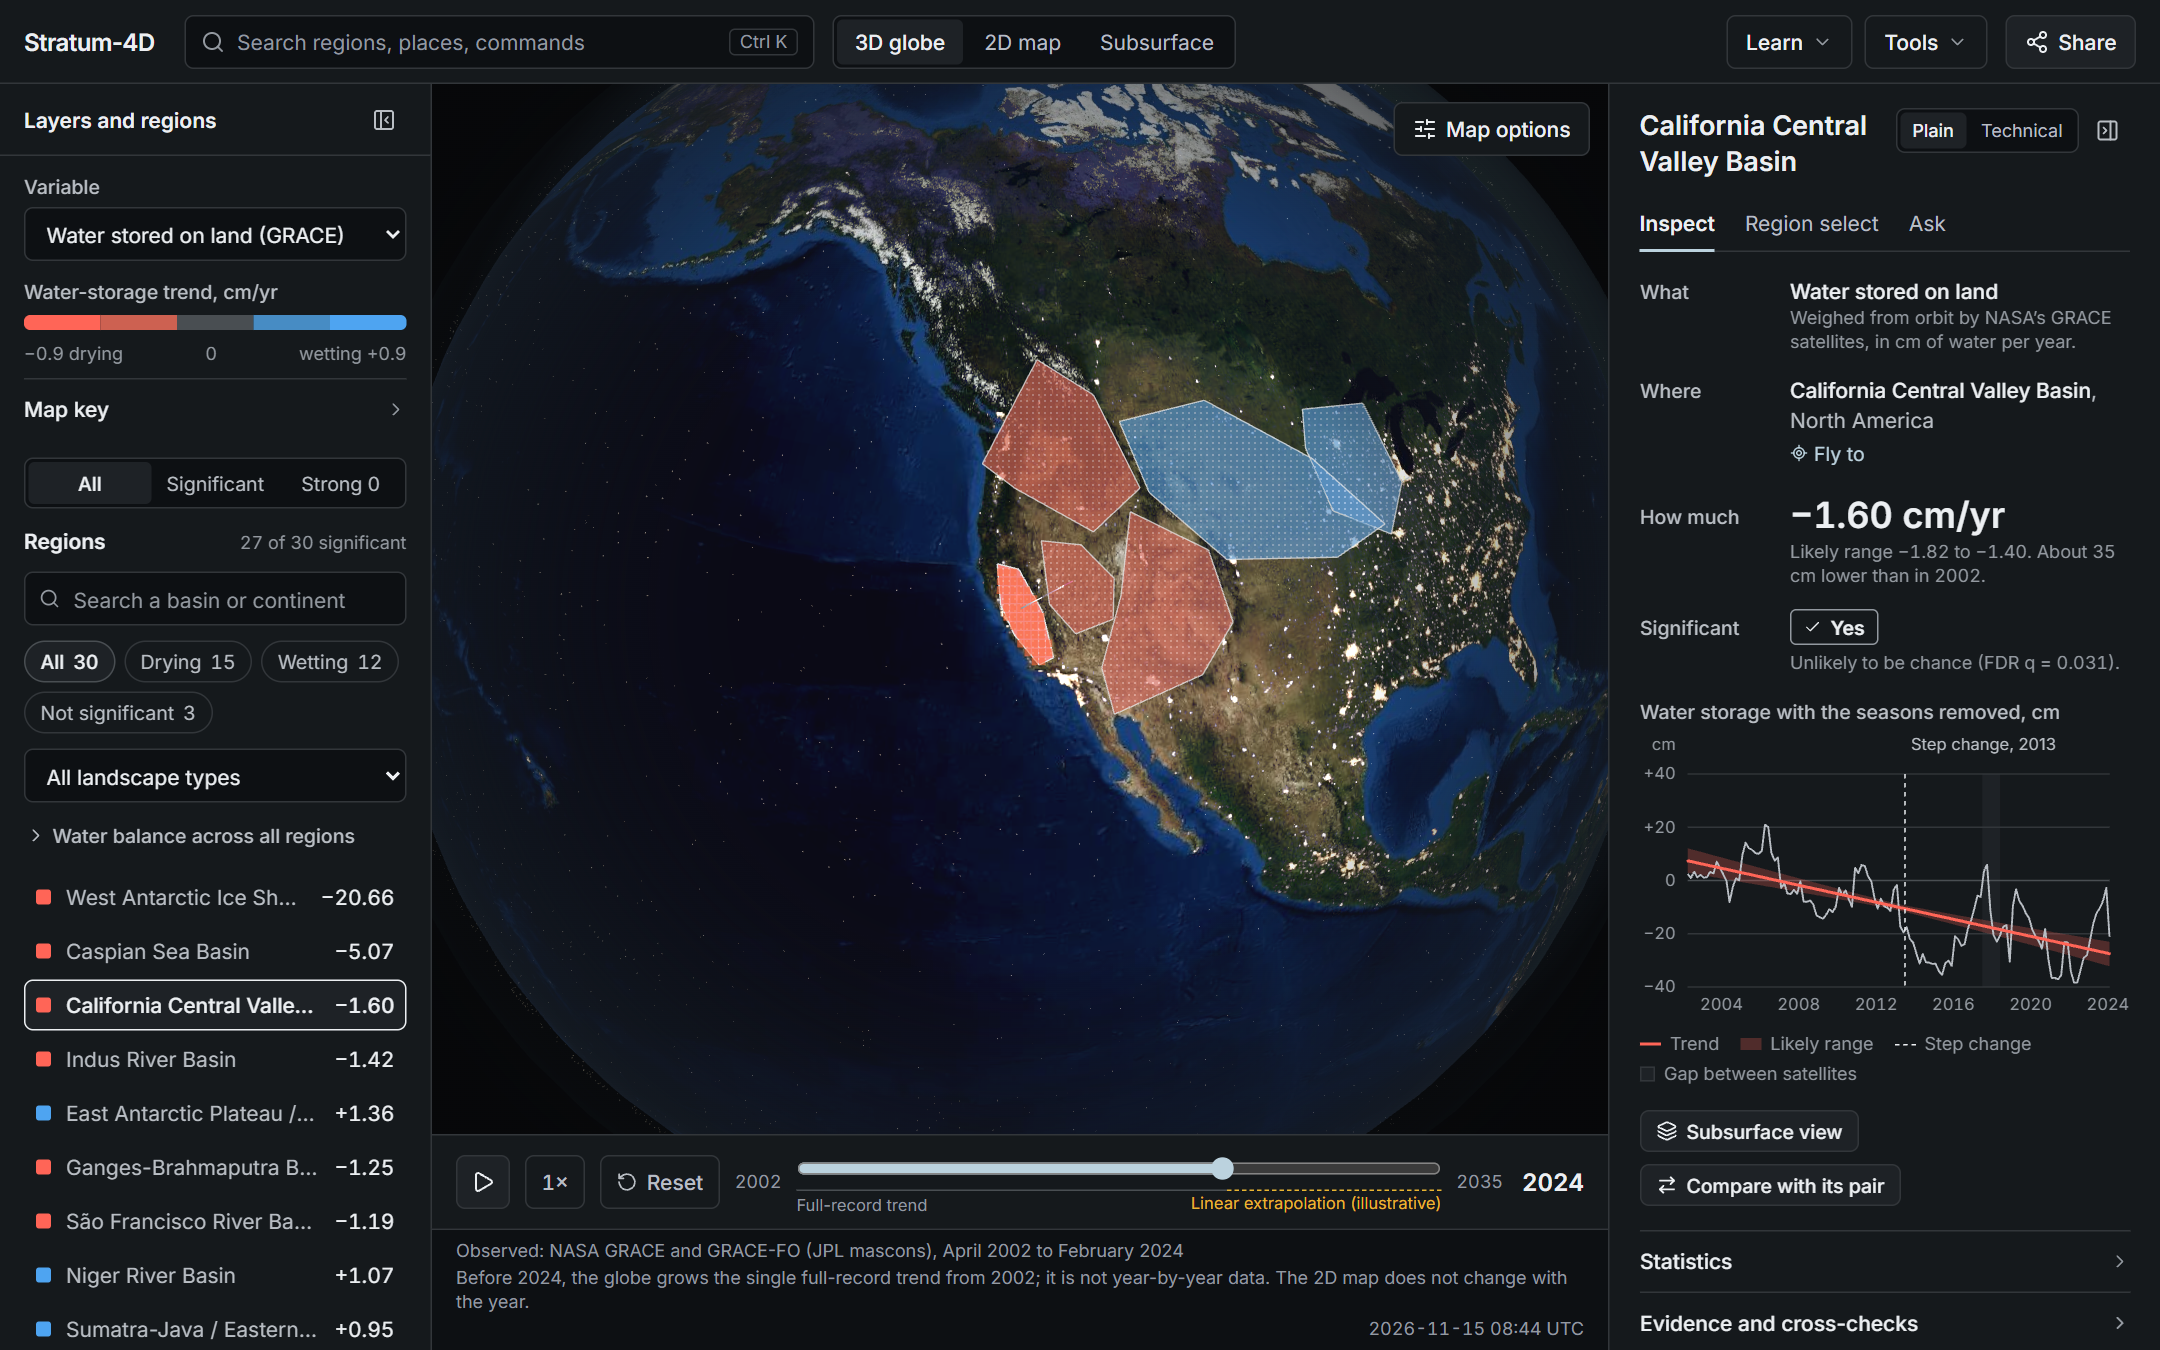 Stratum-4D
Search regions, places, commands
Ctrl K
3D globe
2D map
Subsurface
Learn
Tools
Share
Layers and regions
Variable
Water stored on land (GRACE)
Water-storage trend, cm/yr
−0.9 drying
0
wetting +0.9
Map key
All
Significant
Strong 0
Regions
27 of 30 significant
Search a basin or continent
All 30
Drying 15
Wetting 12
Not significant 3
All landscape types
Water balance across all regions
West Antarctic Ice Sh... −20.66
Caspian Sea Basin −5.07
California Central Valle... −1.60
Indus River Basin −1.42
East Antarctic Plateau /... +1.36
Ganges-Brahmaputra B... −1.25
São Francisco River Ba... −1.19
Niger River Basin +1.07
Sumatra-Java / Eastern... +0.95
Map options
1×
Reset
2002
2035
2024
Full-record trend
Linear extrapolation (illustrative)
Observed: NASA GRACE and GRACE-FO (JPL mascons), April 2002 to February 2024
Before 2024, the globe grows the single full-record trend from 2002; it is not year-by-year data. The 2D map does not change with
the year.
2026-11-15 08:44 UTC
California Central
Valley Basin
Plain
Technical
Inspect
Region select
Ask
What
Water stored on land
Weighed from orbit by NASA’s GRACE
satellites, in cm of water per year.
Where
California Central Valley Basin,
North America
Fly to
How much
−1.60 cm/yr
Likely range −1.82 to −1.40. About 35
cm lower than in 2002.
Significant
Yes
Unlikely to be chance (FDR q = 0.031).
Water storage with the seasons removed, cm
cm
Step change, 2013
+40
+20
0
−20
−40
2004 2008 2012 2016 2020 2024
Trend
Likely range
Step change
Gap between satellites
Subsurface view
Compare with its pair
Statistics
Evidence and cross-checks